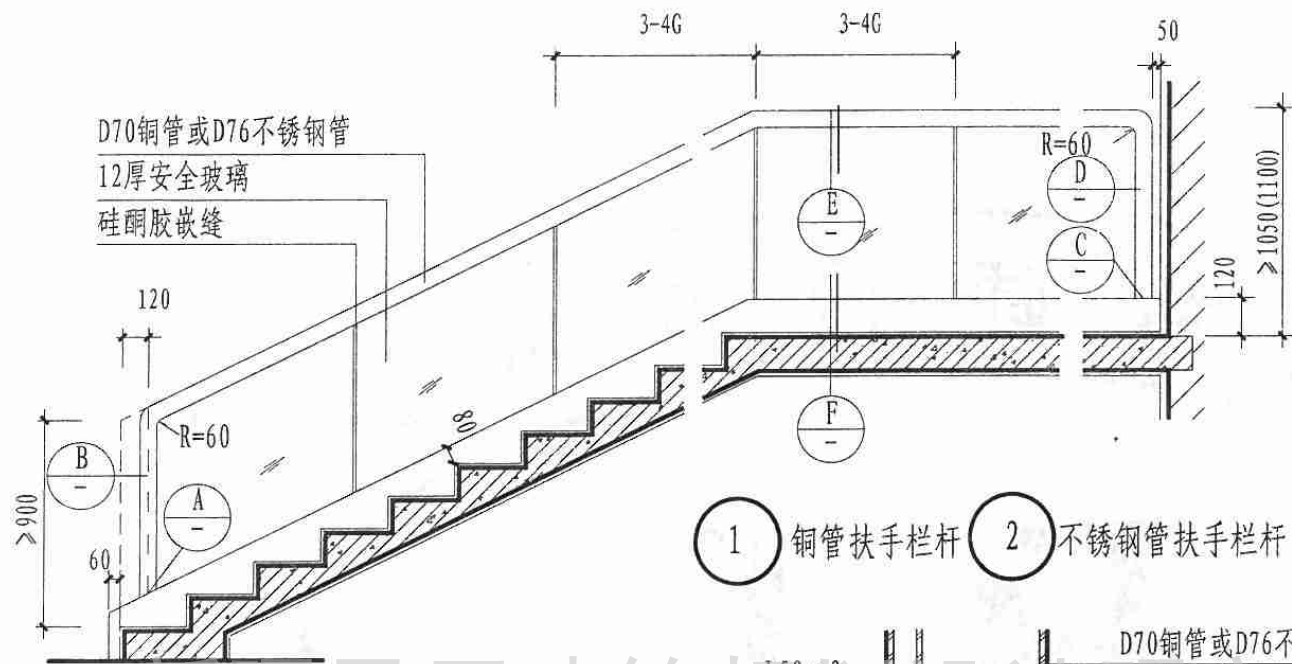 3-4G
3-4G
50
D70铜管或D76不锈钢管
12厚安全玻璃
硅酮胶嵌缝
R=60
D
-
E
-
C
-
≥1050(1100)
120
120
80
F
-
R=60
B
-
A
-
≥900
60
1
铜管扶手栏杆
2
不锈钢管扶手栏杆
D70铜管或D76不